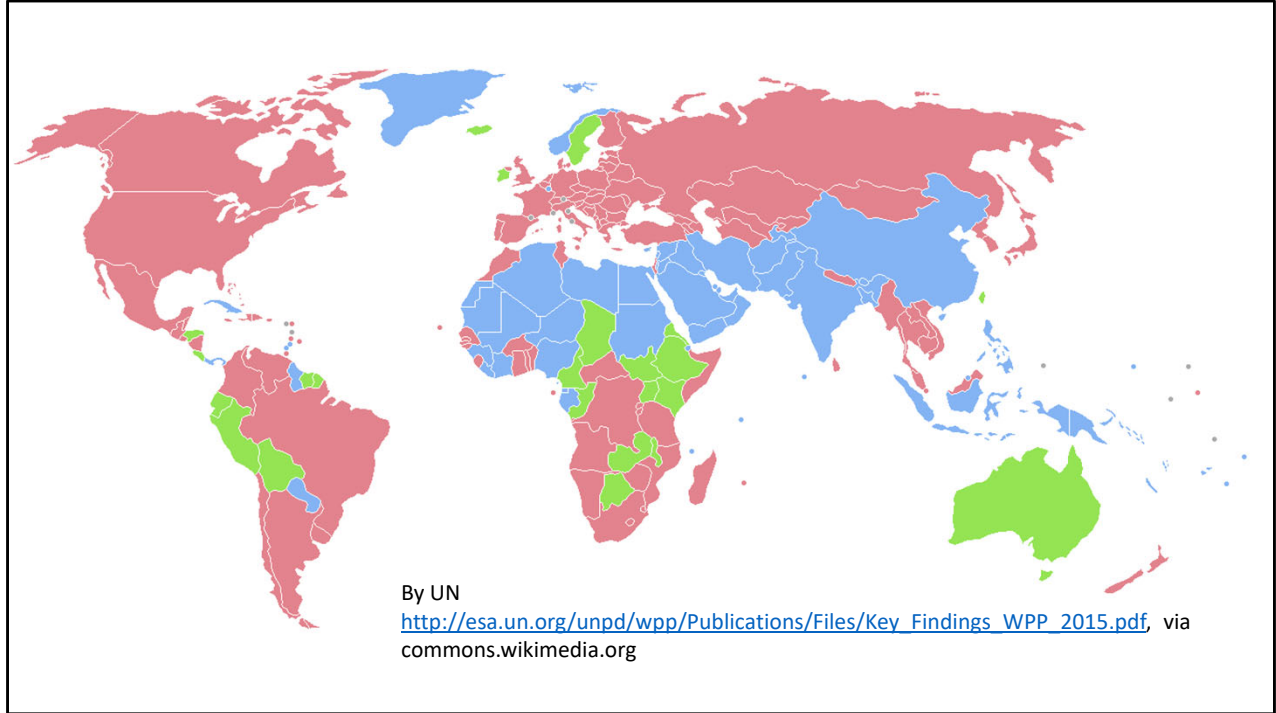 By UN
http://esa.un.org/unpd/wpp/Publications/Files/Key_Findings_WPP_2015.pdf, via
commons.wikimedia.org